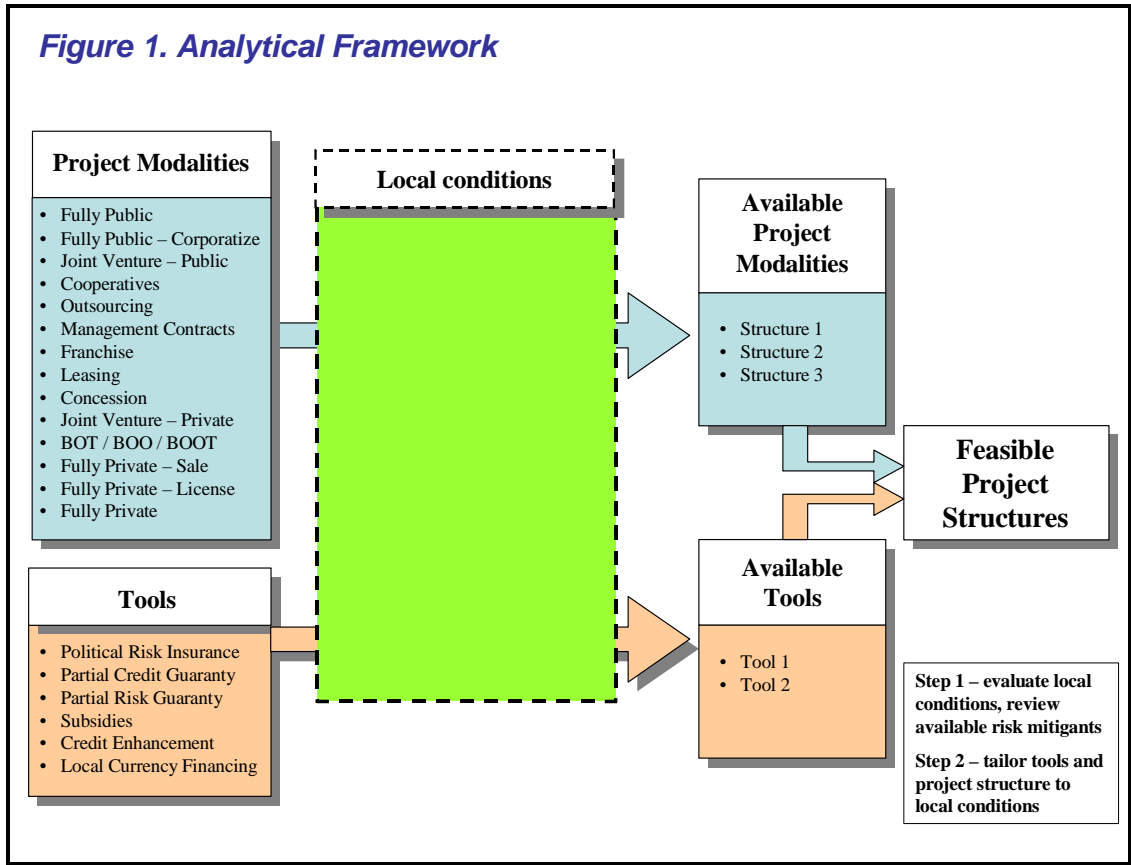 Figure 1. Analytical Framework
Project Modalities
• Fully Public
• Fully Public – Corporatize
• Joint Venture – Public
• Cooperatives
• Outsourcing
• Management Contracts
• Franchise
• Leasing
• Concession
• Joint Venture – Private
• BOT / BOO / BOOT
• Fully Private – Sale
• Fully Private – License
• Fully Private
Tools
• Political Risk Insurance
• Partial Credit Guaranty
• Partial Risk Guaranty
• Subsidies
• Credit Enhancement
• Local Currency Financing
Local conditions
Available
Project
Modalities
• Structure 1
• Structure 2
• Structure 3
Available
Tools
• Tool 1
• Tool 2
Feasible
Project
Structures
Step 1 – evaluate local
conditions, review
available risk mitigants
Step 2 – tailor tools and
project structure to
local conditions